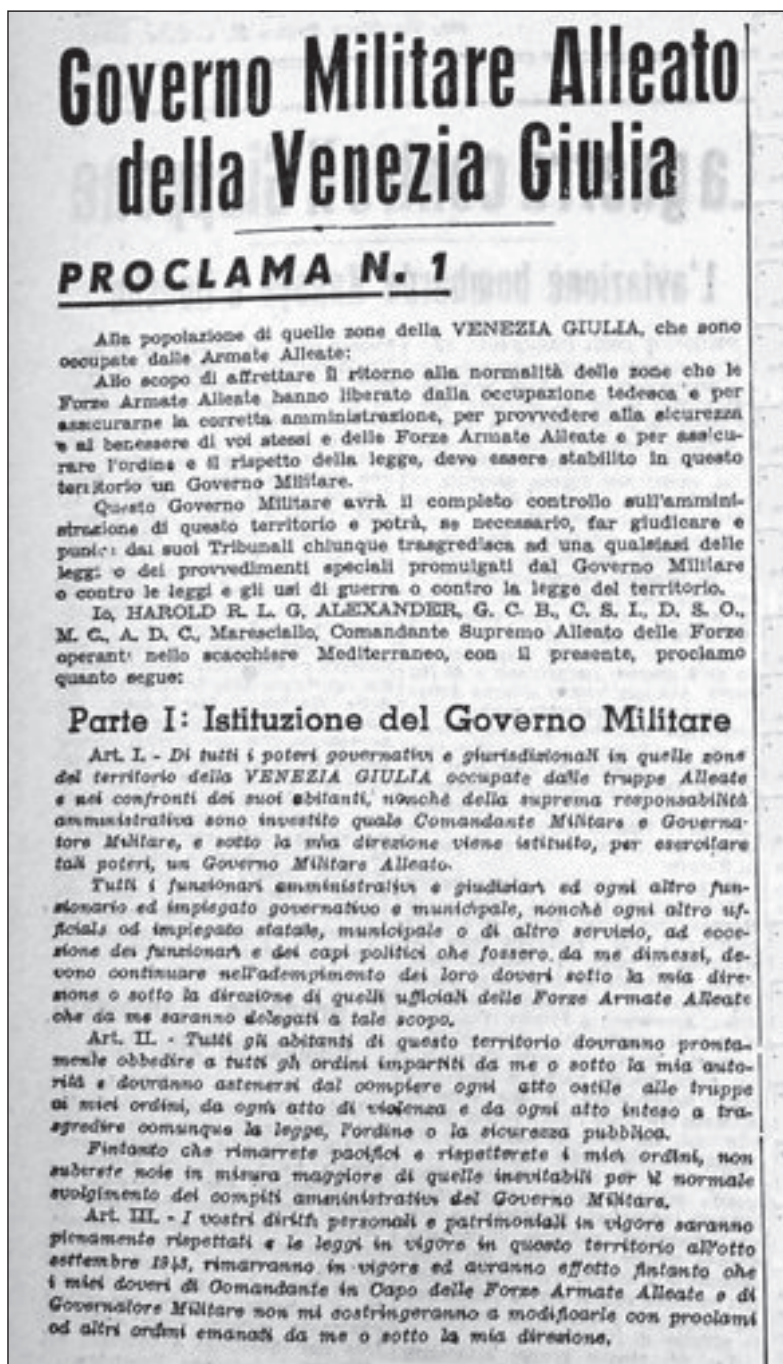 Governo Militare Alleato
della Venezia Giulia
PROCLAMA N. 1
Alla popolazione di quelle zone della VENEZIA GIULIA, che sono
occupate dalle Armate Alleate:
Allo scopo di affrettare il ritorno alla normalità delle zone che le
Forze Armate Alleate hanno liberato dalla occupazione tedesca e per
assicurarne la corretta amministrazione, per provvedere alla sicurezza
e al benessere di voi stessi e delle Forze Armate Alleate e per assicu-
rare l'ordine e il rispetto della legge, deve essere stabilito in questo
territorio un Governo Militare.
Questo Governo Militare avrà il completo controllo sull'ammini-
strazione di questo territorio e potrà, se necessario, far giudicare e
punire dai suoi Tribunali chiunque trasgredisca ad una qualsiasi delle
leggi o dei provvedimenti speciali promulgati dal Governo Militare
o contro le leggi e gli usi di guerra o contro la legge del territorio.
Io, HAROLD R. L. G. ALEXANDER, G. C. B., C. S. I., D. S. O.,
M. C., A. D. C., Maresciallo, Comandante Supremo Alleato delle Forze
operanti nello scacchiere Mediterraneo, con il presente, proclamo
quanto segue:
Parte I: Istituzione del Governo Militare
Art. I. - Di tutti i poteri governativi e giurisdizionali in quelle zone
del territorio della VENEZIA GIULIA occupate dalle truppe Alleate
e nei confronti dei suoi abitanti, nonchè della suprema responsabilità
amministrativa sono investito quale Comandante Militare e Governa-
tore Militare, e sotto la mia direzione viene istituito, per esercitare
tali poteri, un Governo Militare Alleato.
Tutti i funzionari amministrativi e giudiziari ed ogni altro fun-
zionario ed impiegato governativo e municipale, nonchè ogni altro uf-
ficiale od impiegato statale, municipale o di altro servizio, ad ecce-
zione dei funzionari e dei capi politici che fossero da me dimessi, de-
vono continuare nell'adempimento dei loro doveri sotto la mia dire-
zione o sotto la direzione di quelli ufficiali delle Forze Armate Alleate
che da me saranno delegati a tale scopo.
Art. II. - Tutti gli abitanti di questo territorio dovranno pronta-
mente obbedire a tutti gli ordini impartiti da me o sotto la mia auto-
rità e dovranno astenersi dal compiere ogni atto ostile alle truppe
ai miei ordini, da ogni atto di violenza e da ogni atto inteso a tra-
sgredire comunque la legge, l'ordine o la sicurezza pubblica.
Fintanto che rimarrete pacifici e rispetterete i miei ordini, non
subirete noie in misura maggiore di quelle inevitabili per il normale
svolgimento dei compiti amministrativi del Governo Militare.
Art. III. - I vostri diritti personali e patrimoniali in vigore saranno
pienamente rispettati e le leggi in vigore in questo territorio all'otto
settembre 1943, rimarranno in vigore ed avranno effetto fintanto che
i miei doveri di Comandante in Capo delle Forze Armate Alleate e di
Governatore Militare non mi costringeranno a modificarle con proclami
od altri ordini emanati da me o sotto la mia direzione.